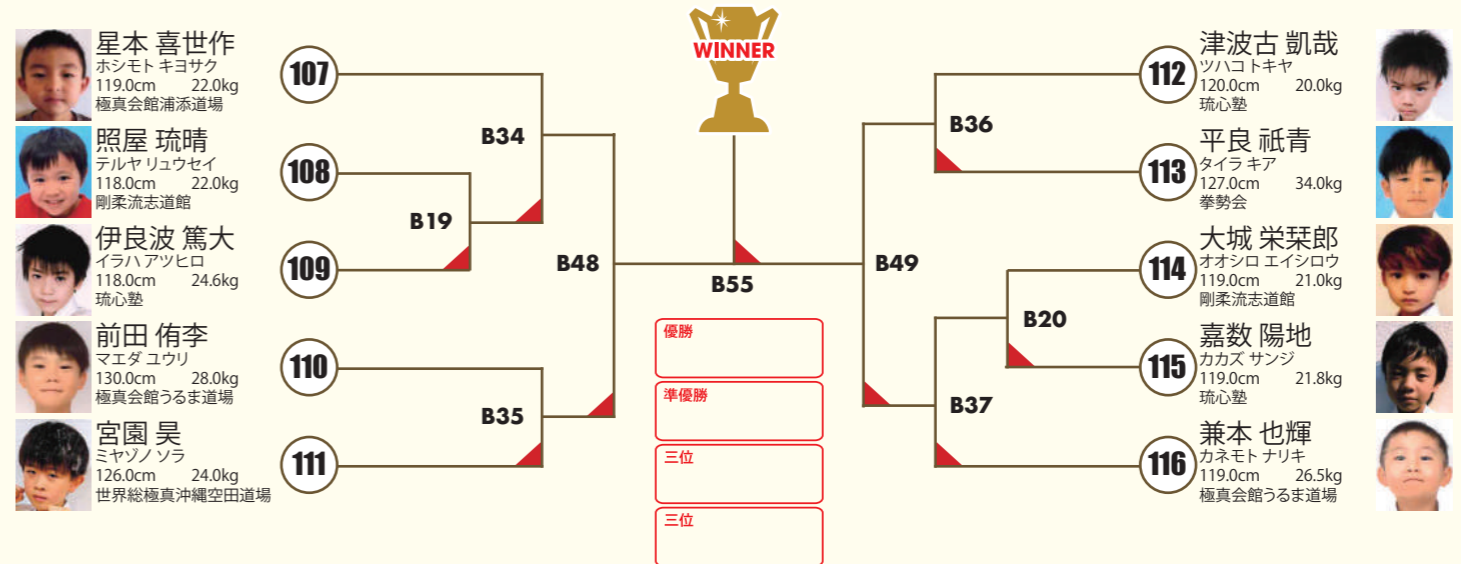 WINNER
星本 喜世作
ホシモト キヨサク
119.0cm 22.0kg
極真会館浦添道場
107
照屋 琉晴
テルヤ リュウセイ
118.0cm 22.0kg
剛柔流志道館
108
伊良波 篤大
イラハ アツヒロ
118.0cm 24.6kg
琉心塾
109
前田 侑李
マエダ ユウリ
130.0cm 28.0kg
極真会館うるま道場
110
宮園 昊
ミヤゾノ ソラ
126.0cm 24.0kg
世界総極真沖縄空田道場
111
B34
B19
B48
B35
B55
優勝
準優勝
三位
三位
B36
B49
B20
B37
112
津波古 凱哉
ツハコ トキヤ
120.0cm 20.0kg
琉心塾
113
平良 祇青
タイラ キア
127.0cm 34.0kg
拳勢会
114
大城 栄栞郎
オオシロ エイシロウ
119.0cm 21.0kg
剛柔流志道館
115
嘉数 陽地
カカズ サンジ
119.0cm 21.8kg
琉心塾
116
兼本 也輝
カネモト ナリキ
119.0cm 26.5kg
極真会館うるま道場